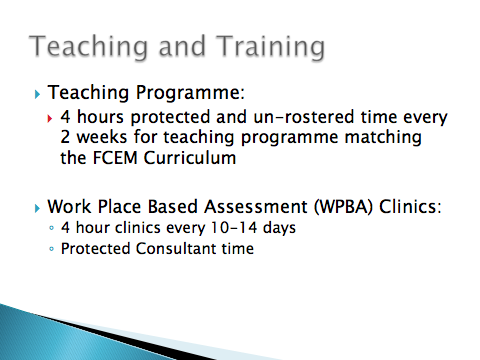 Teaching and Training
Teaching Programme:
4 hours protected and un-rostered time every
2 weeks for teaching programme matching
the FCEM Curriculum
Work Place Based Assessment (WPBA) Clinics:
4 hour clinics every 10-14 days
Protected Consultant time